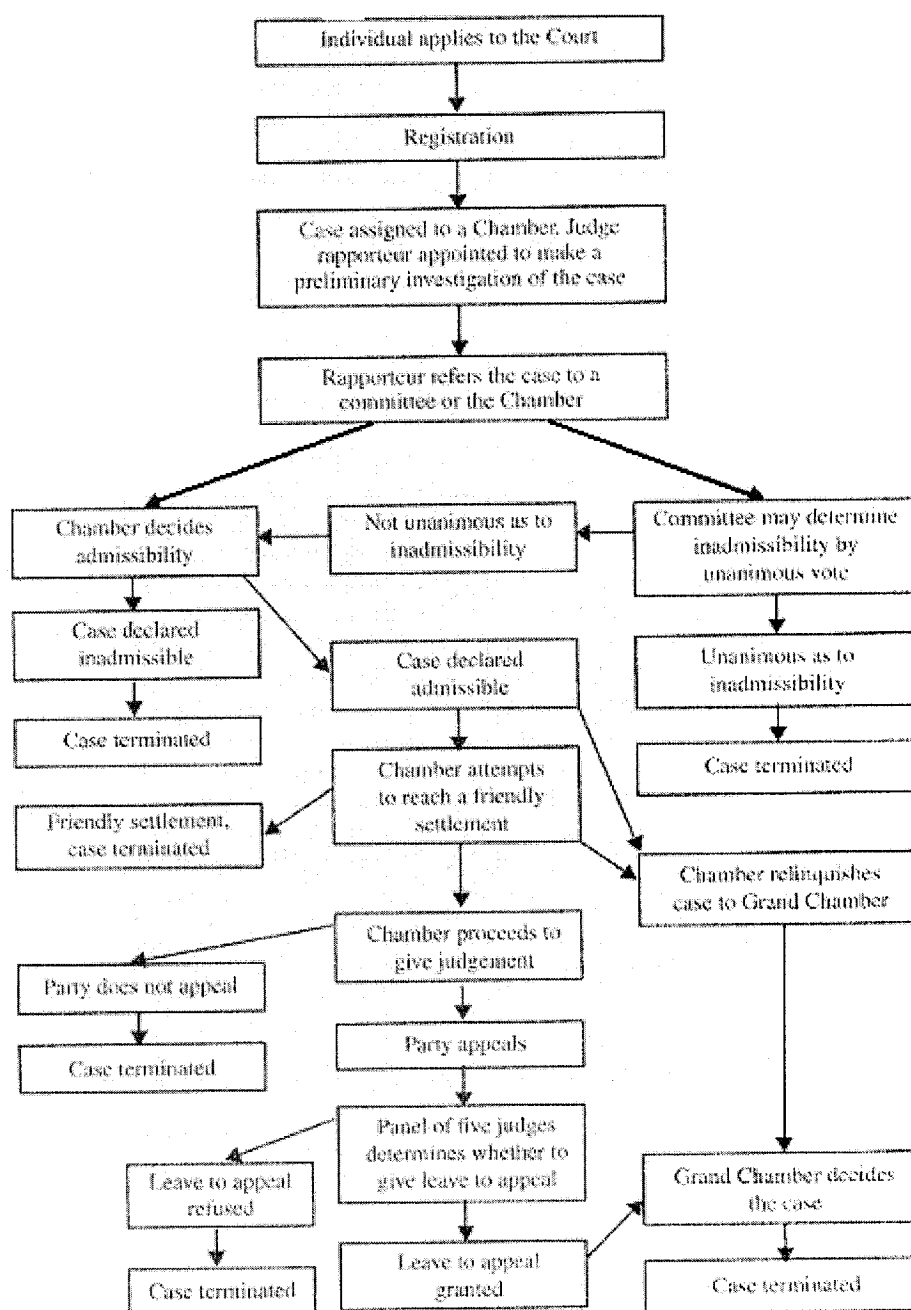 Individual applies to the Court
Registration
Case assigned to a Chamber. Judge
rapporteur appointed to make a
preliminary investigation of the case
Rapporteur refers the case to a
committee or the Chamber
Chamber decides
admissibility
Not unanimous as to
inadmissibility
Committee may determine
inadmissibility by
unanimous vote
Case declared
inadmissible
Case declared
admissible
Unanimous as to
inadmissibility
Case terminated
Case terminated
Chamber attempts
to reach a friendly
settlement
Friendly settlement,
case terminated
Chamber relinquishes
case to Grand Chamber
Chamber proceeds to
give judgement
Party does not appeal
Case terminated
Party appeals
Panel of five judges
determines whether to
give leave to appeal
Leave to appeal
refused
Grand Chamber decides
the case
Case terminated
Leave to appeal
granted
Case terminated